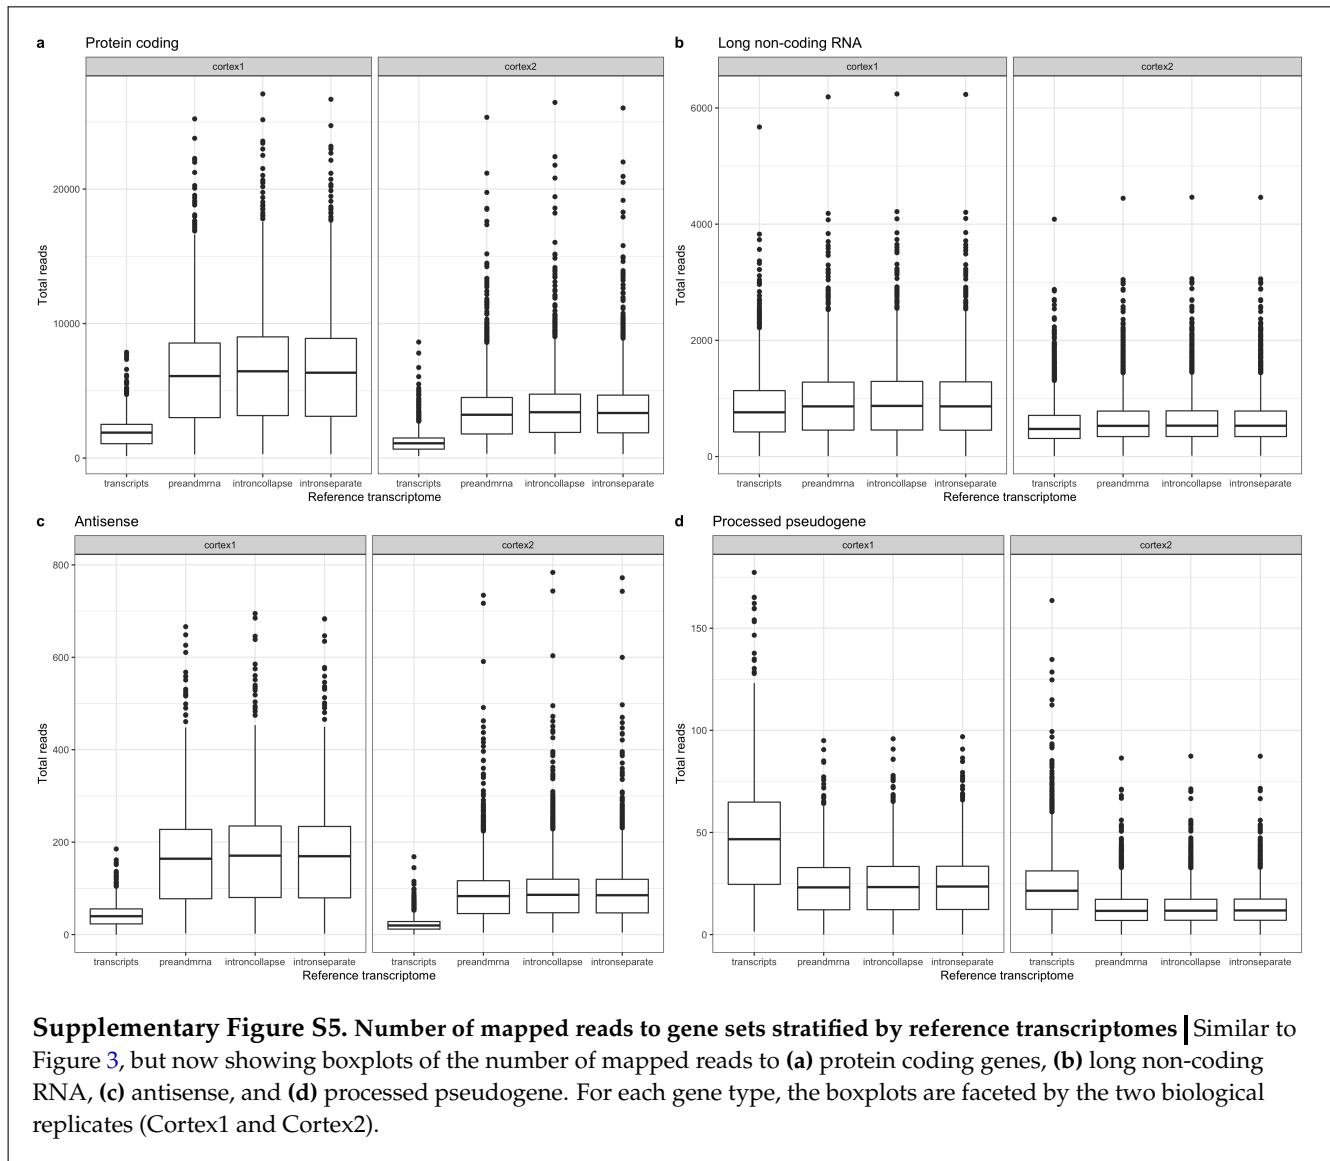 a Protein coding
cortex1 cortex2
20000
10000
0
Total reads
transcripts preandmrna introncollapse intronseparate transcripts preandmrna introncollapse intronseparate
Reference transcriptome
b Long non-coding RNA
cortex1 cortex2
6000
4000
2000
0
Total reads
transcripts preandmrna introncollapse intronseparate transcripts preandmrna introncollapse intronseparate
Reference transcriptome
c Antisense
cortex1 cortex2
800
600
400
200
0
Total reads
transcripts preandmrna introncollapse intronseparate transcripts preandmrna introncollapse intronseparate
Reference transcriptome
d Processed pseudogene
cortex1 cortex2
150
100
50
0
Total reads
transcripts preandmrna introncollapse intronseparate transcripts preandmrna introncollapse intronseparate
Reference transcriptome
Supplementary Figure S5. Number of mapped reads to gene sets stratified by reference transcriptomes | Similar to
Figure 3, but now showing boxplots of the number of mapped reads to (a) protein coding genes, (b) long non-coding
RNA, (c) antisense, and (d) processed pseudogene. For each gene type, the boxplots are faceted by the two biological
replicates (Cortex1 and Cortex2).